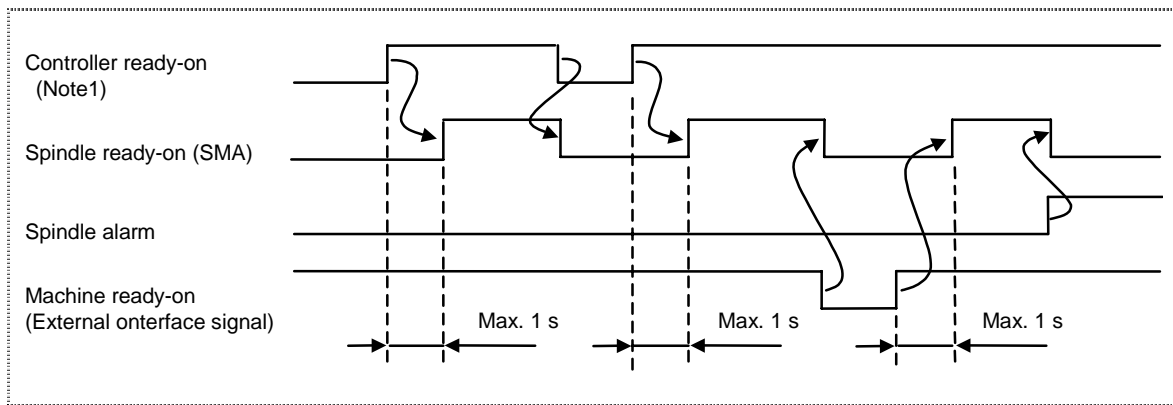 Controller ready-on
(Note1)
Spindle ready-on (SMA)
Spindle alarm
Machine ready-on
(External onterface signal)
Max. 1 s
Max. 1 s
Max. 1 s